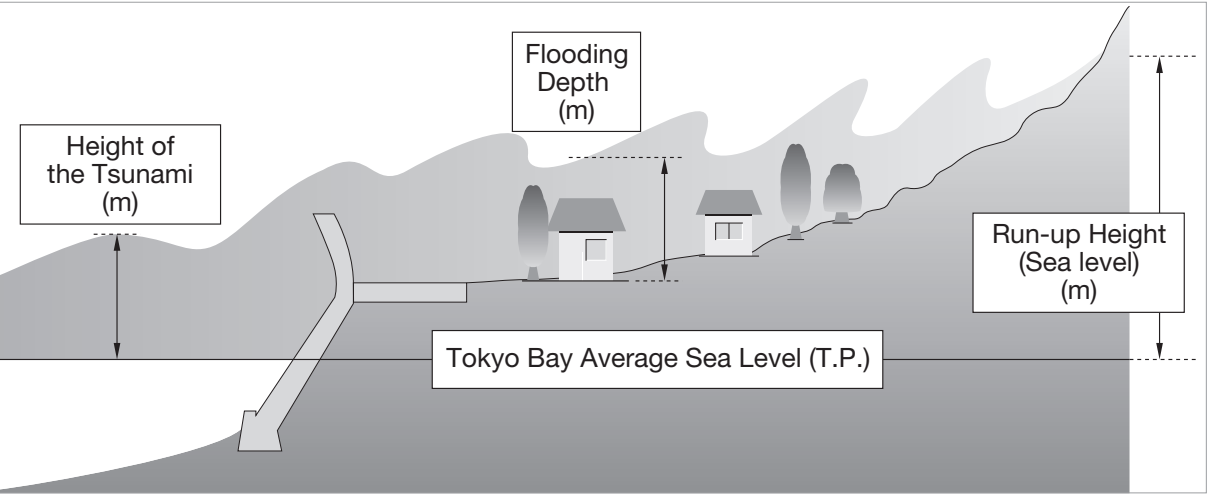 Height of
the Tsunami
(m)
Flooding
Depth
(m)
Run-up Height
(Sea level)
(m)
Tokyo Bay Average Sea Level (T.P.)